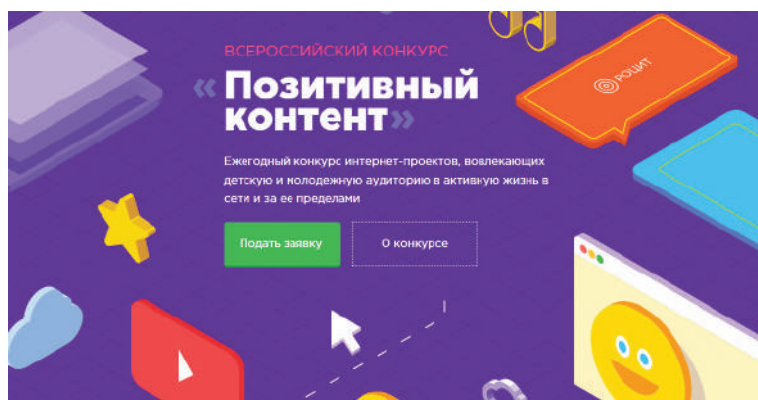 ВСЕРОССИЙСКИЙ КОНКУРС
« Позитивный
контент»
РОЦИТ
Ежегодный конкурс интернет-проектов, вовлекающих
детскую и молодежную аудиторию в активную жизнь в
сети и за ее пределами
Подать заявку
О конкурсе